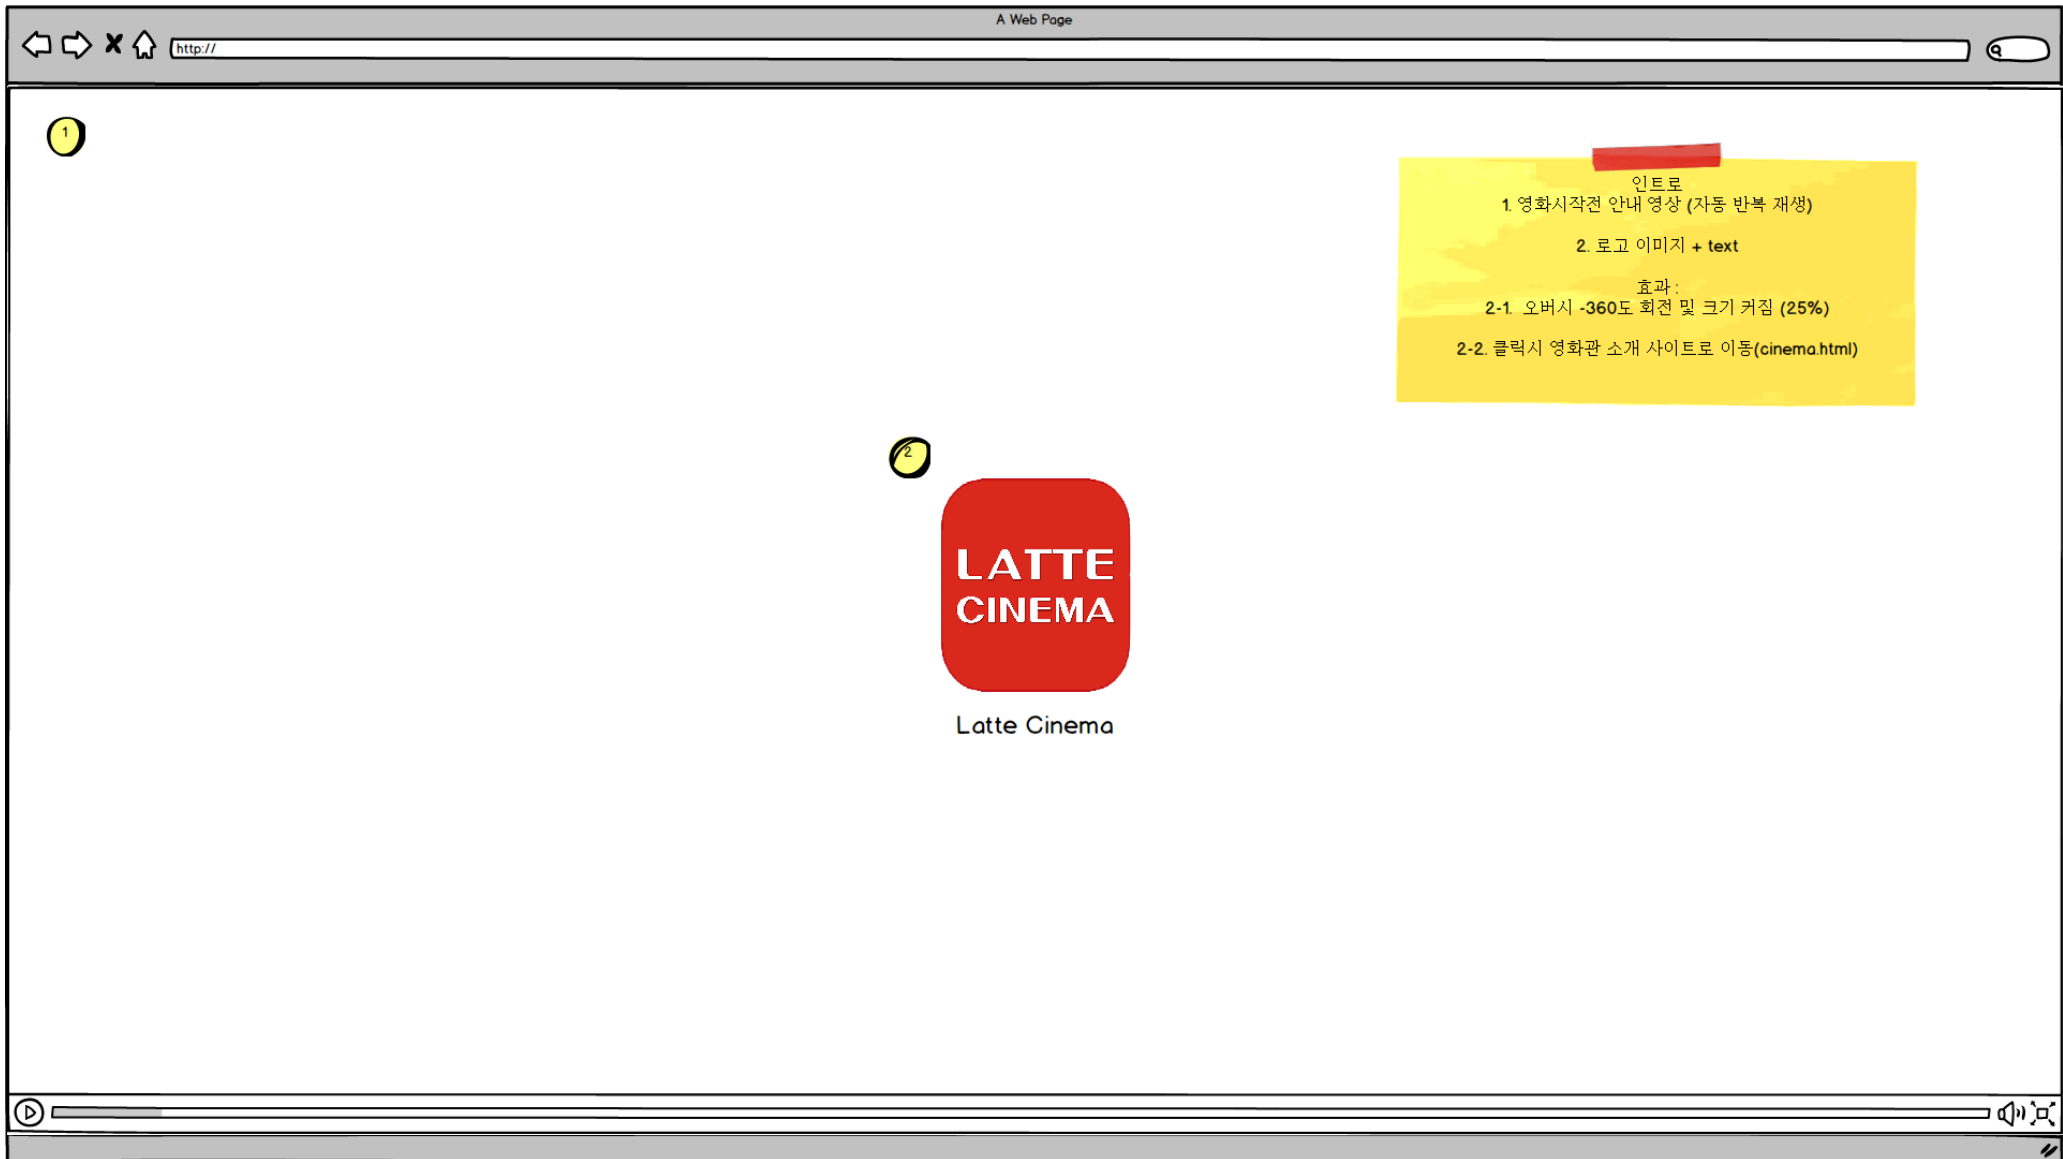 A Web Page
http://
1
인트로
1. 영화시작전 안내 영상 (자동 반복 재생)
2. 로고 이미지 + text
효과 :
2-1. 오버시 -360도 회전 및 크기 커짐 (25%)
2-2. 클릭시 영화관 소개 사이트로 이동(cinema.html)
2
LATTE
CINEMA
Latte Cinema